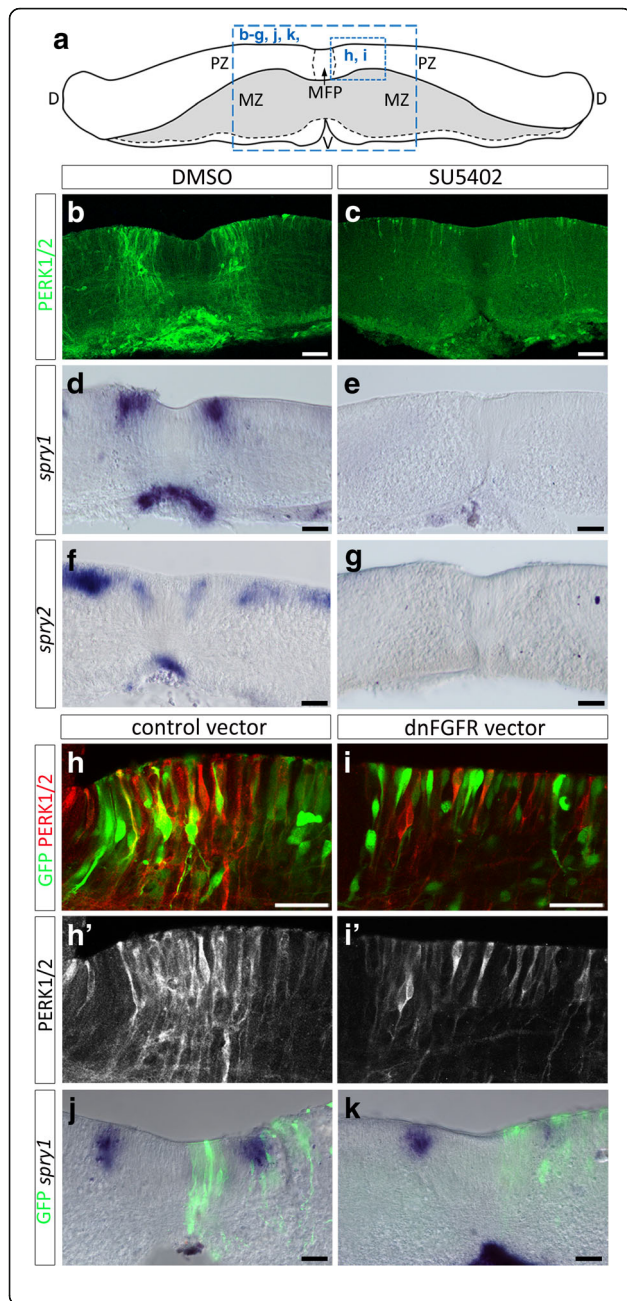 a
b-g, j, k,
h, i
PZ
PZ
D
MZ
MFP
MZ
D
V
DMSO
SU5402
PERK1/2
b
c
spry1
d
e
spry2
f
g
control vector
dnFGFR vector
GFP PERK1/2
h
i
PERK1/2
h’
i’
GFP spry1
j
k